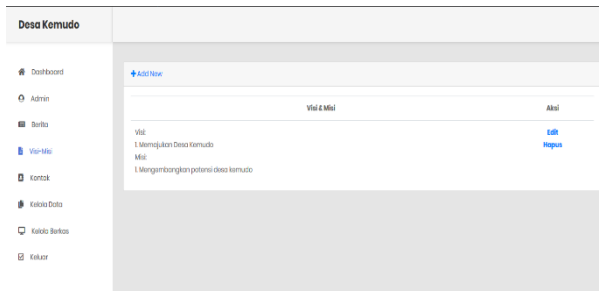 Desa Kemudo
Dashboard
Admin
Berita
Visi-Misi
Kontak
Kelola Data
Kelola Berkas
Keluar
+Add New
Visi & Misi Aksi
Visi: Edit
1. Memajukan Desa Kemudo Hapus
Misi:
1. Mengembangkan potensi desa kemudo